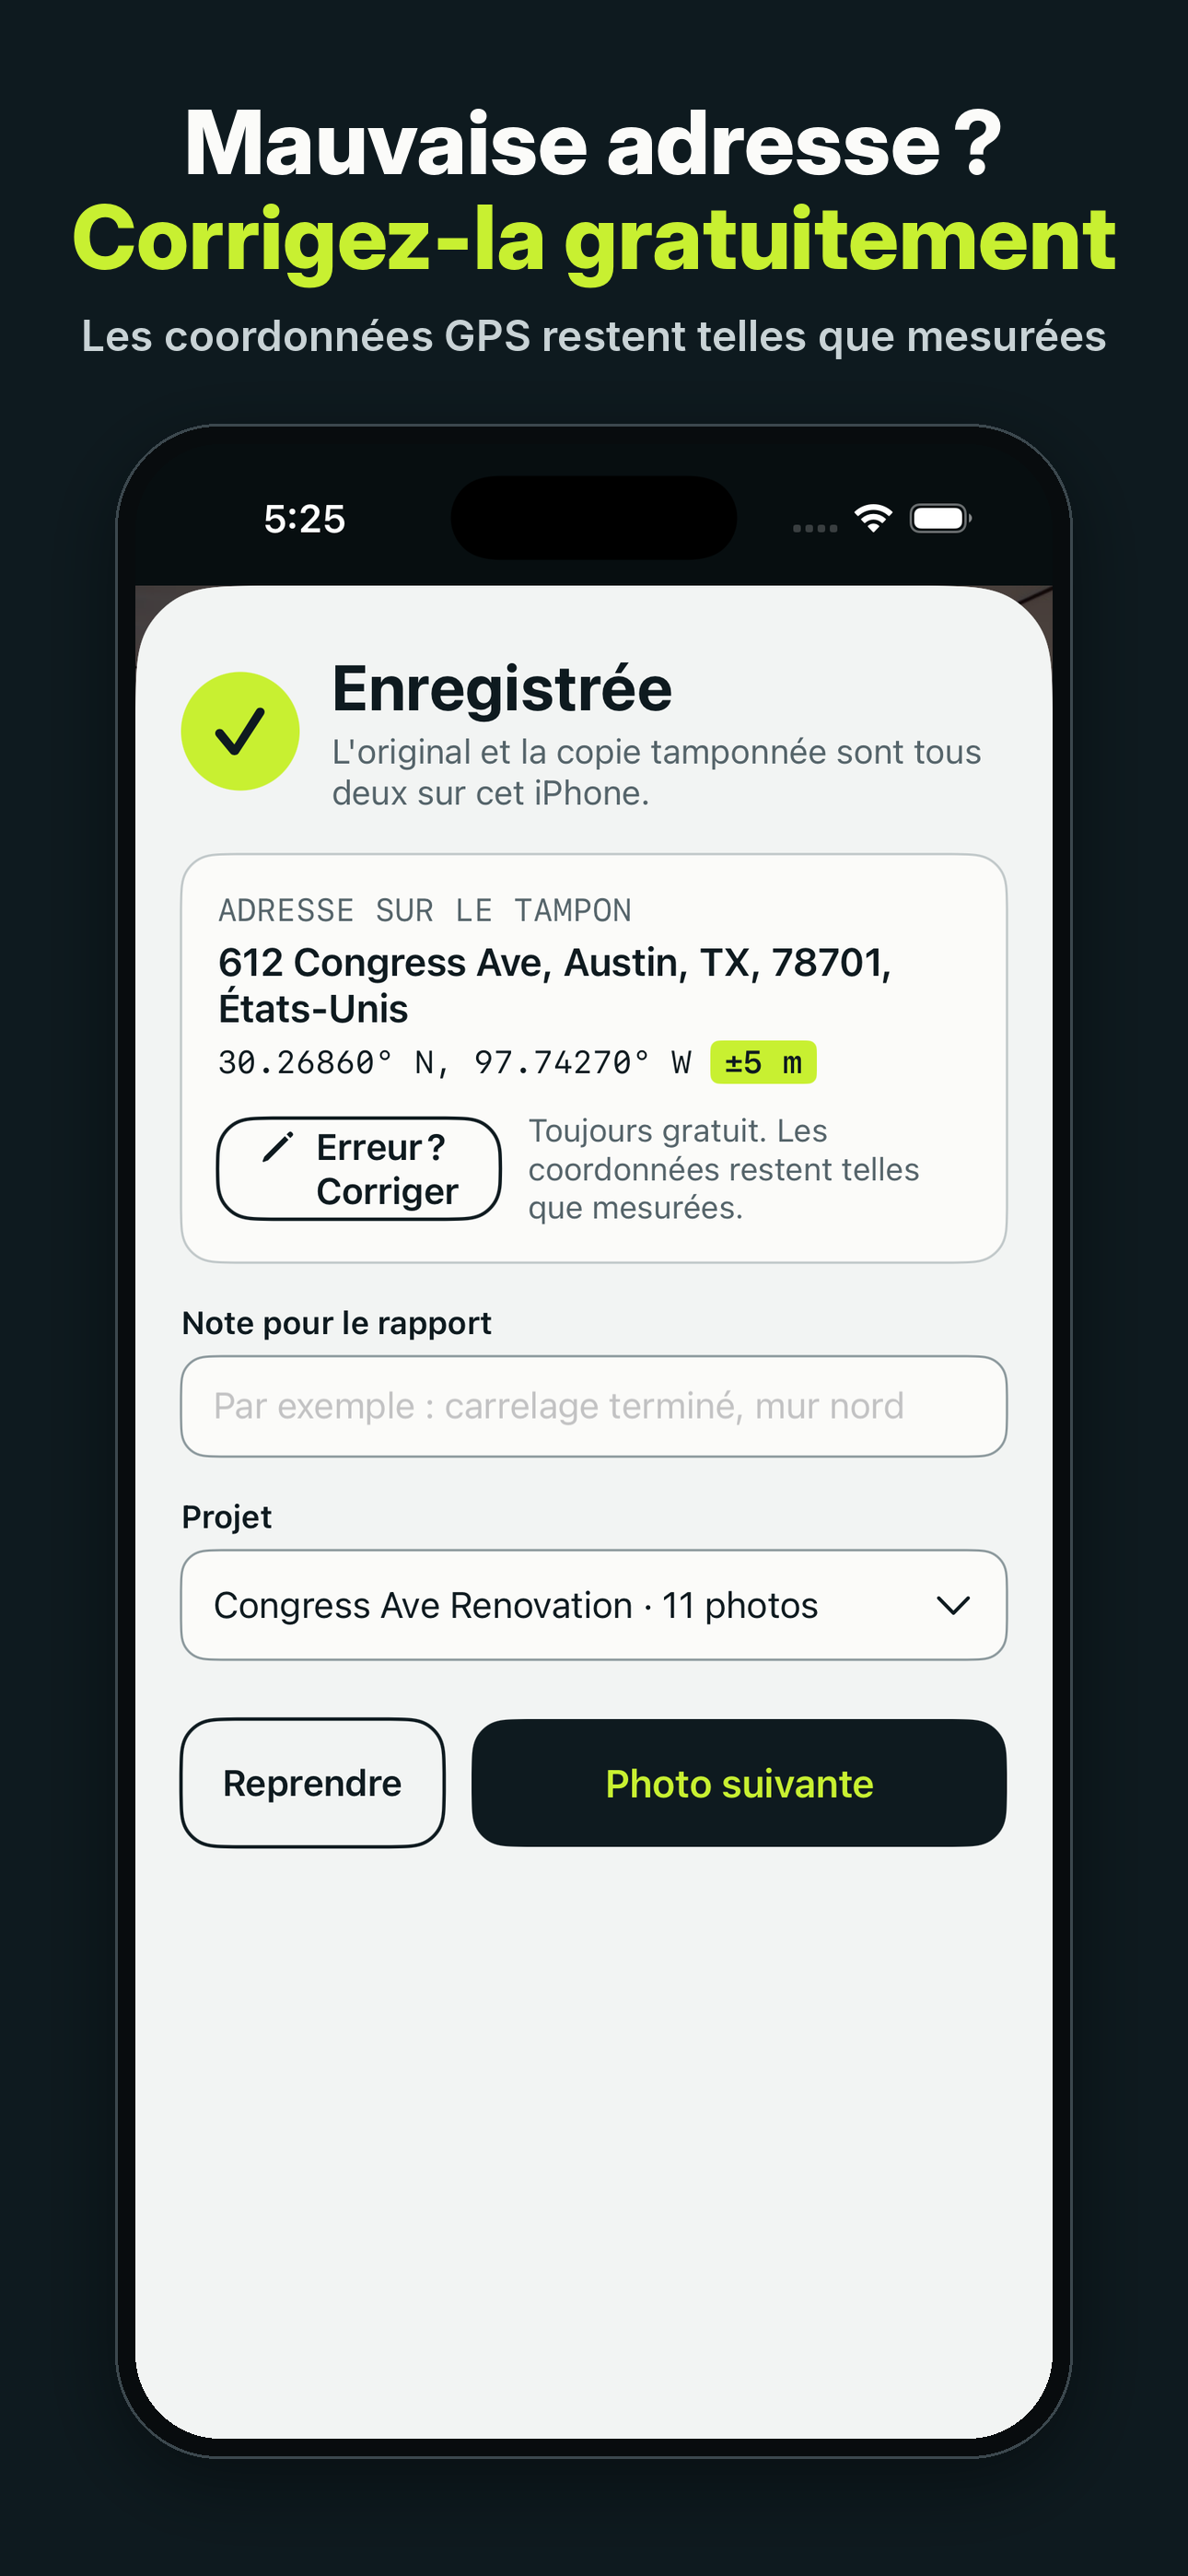 Mauvaise adresse ?
Corrigez-la gratuitement
Les coordonnées GPS restent telles que mesurées
5:25
Enregistrée
L'original et la copie tamponnée sont tous
deux sur cet iPhone.
ADRESSE SUR LE TAMPON
612 Congress Ave, Austin, TX, 78701,
États-Unis
30.26860° N, 97.74270° W ±5 m
Erreur ?
Corriger
Toujours gratuit. Les
coordonnées restent telles
que mesurées.
Note pour le rapport
Par exemple : carrelage terminé, mur nord
Projet
Congress Ave Renovation · 11 photos
Reprendre
Photo suivante